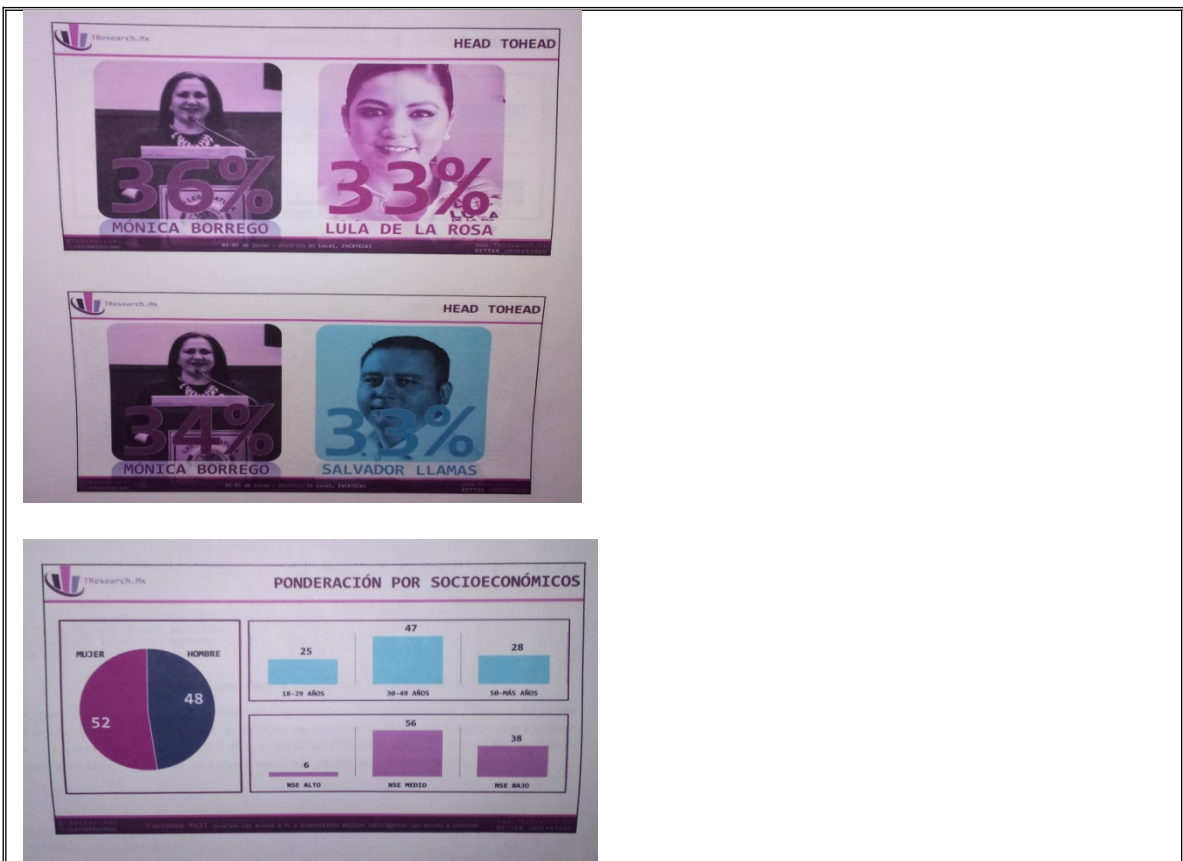 TResearch.Mx
HEAD TOHEAD
36%
33%
MÓNICA BORREGO
LULA DE LA ROSA
TResearch.Mx
HEAD TOHEAD
34%
33%
MÓNICA BORREGO
SALVADOR LLAMAS
TResearch.Mx
PONDERACIÓN POR SOCIOECONÓMICOS
MUJER
HOMBRE
52
48
25
47
28
18-29 AÑOS
30-49 AÑOS
50-MÁS AÑOS
6
56
38
NSE ALTO
NSE MEDIO
NSE BAJO
Facebook Poll